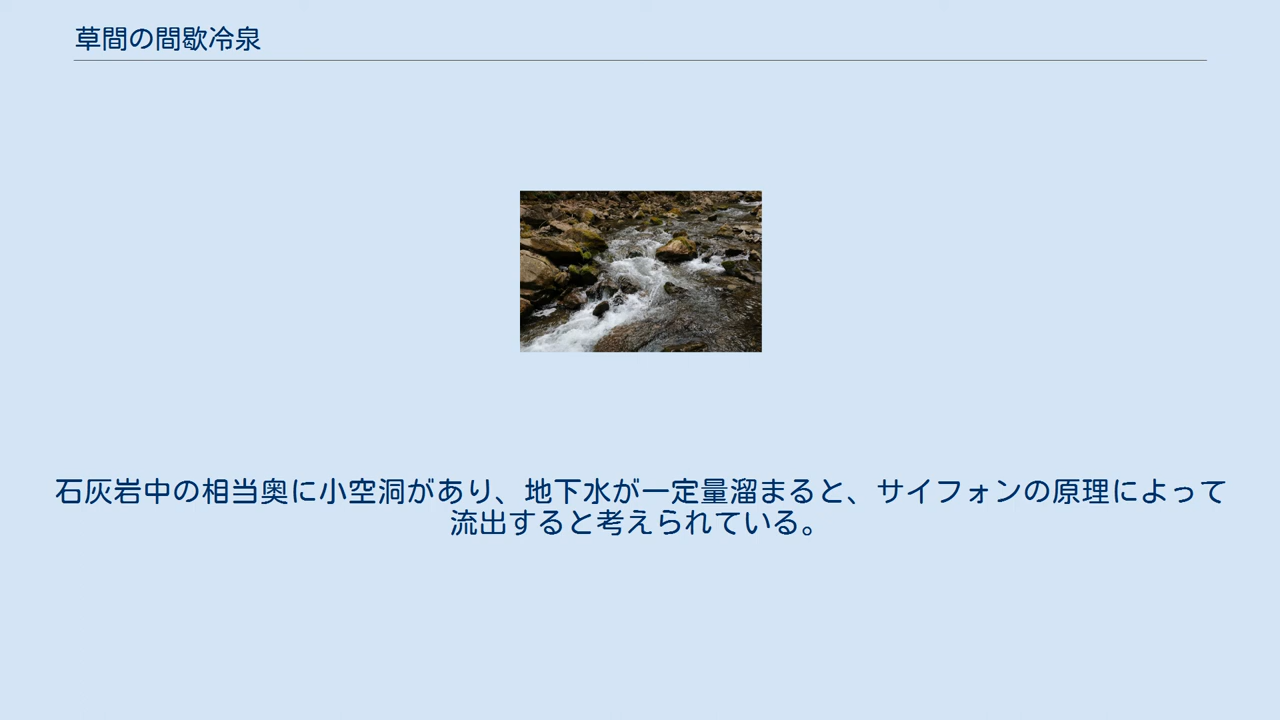 草間の間歇冷泉
石灰岩中の相当奥に小空洞があり、地下水が一定量溜まると、サイフォンの原理によって
流出すると考えられている。